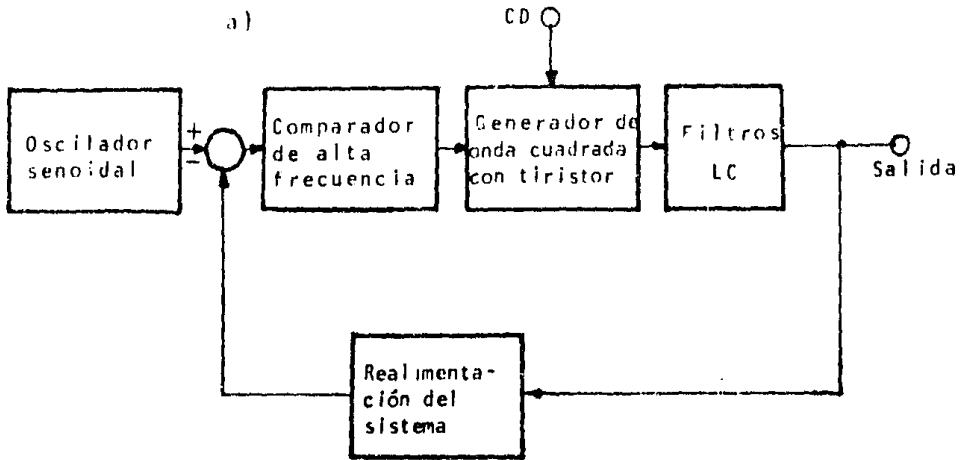 a)
CD
Oscilador
senoidal
+
−
Comparador
de alta
frecuencia
Generador de
onda cuadrada
con tiristor
Filtros
LC
Salida
Realimenta-
ción del
sistema